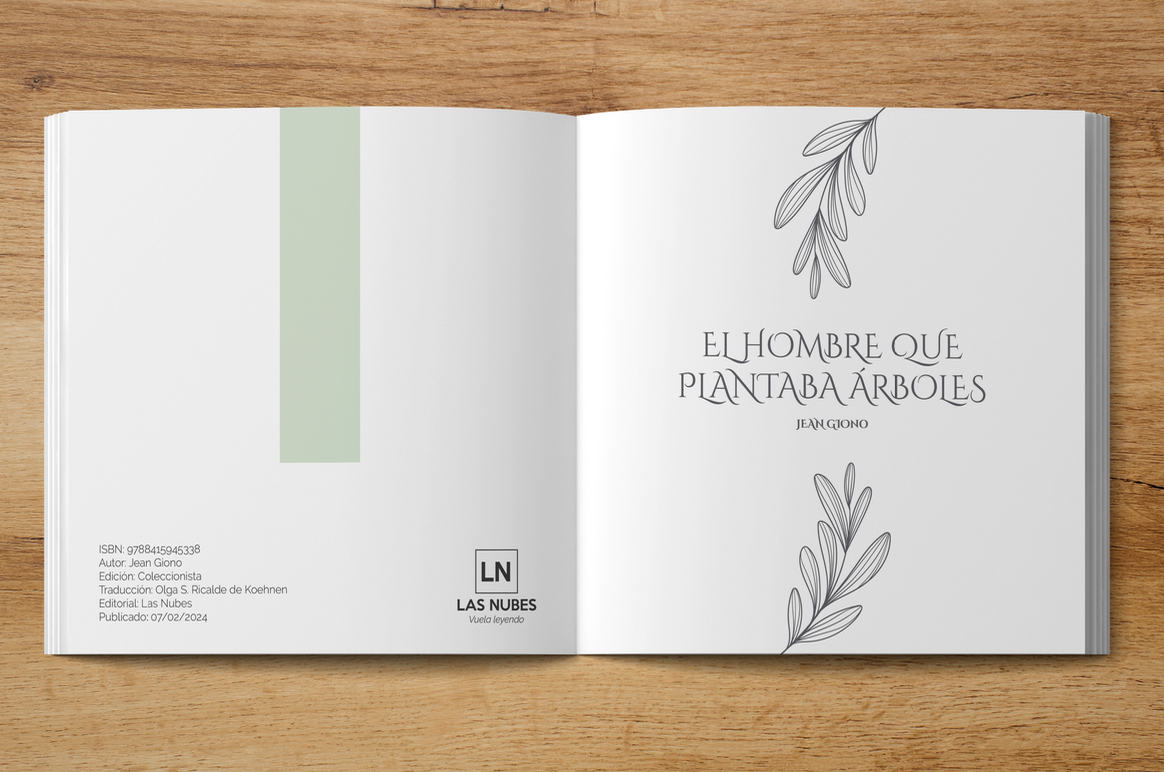 ISBN: 9788415945338
Autor: Jean Giono
Edición: Coleccionista
Traducción: Olga S. Ricalde de Koehnen
Editorial: Las Nubes
Publicado: 07/02/2024
LN
LAS NUBES
Vuela leyendo
EL HOMBRE QUE
PLANTABA ÁRBOLES
JEAN GIONO